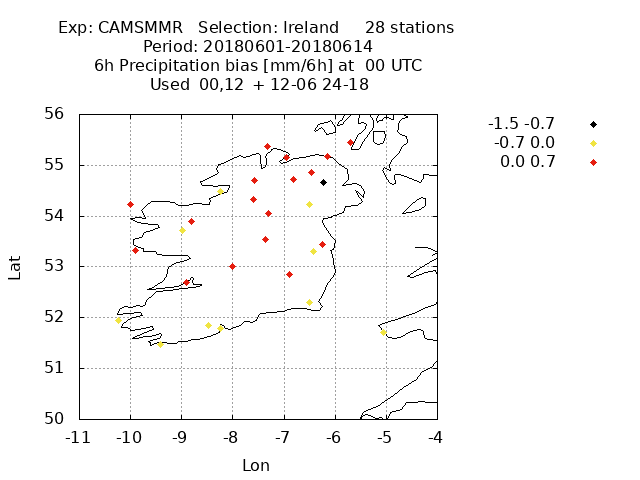 Exp: CAMSMMR   Selection: Ireland     28 stations
Period: 20180601-20180614
6h Precipitation bias [mm/6h] at  00 UTC
Used  00,12  + 12-06 24-18
-1.5 -0.7
-0.7  0.0
0.0  0.7
56
55
54
53
52
51
50
Lat
-11 -10 -9 -8 -7 -6 -5 -4
Lon